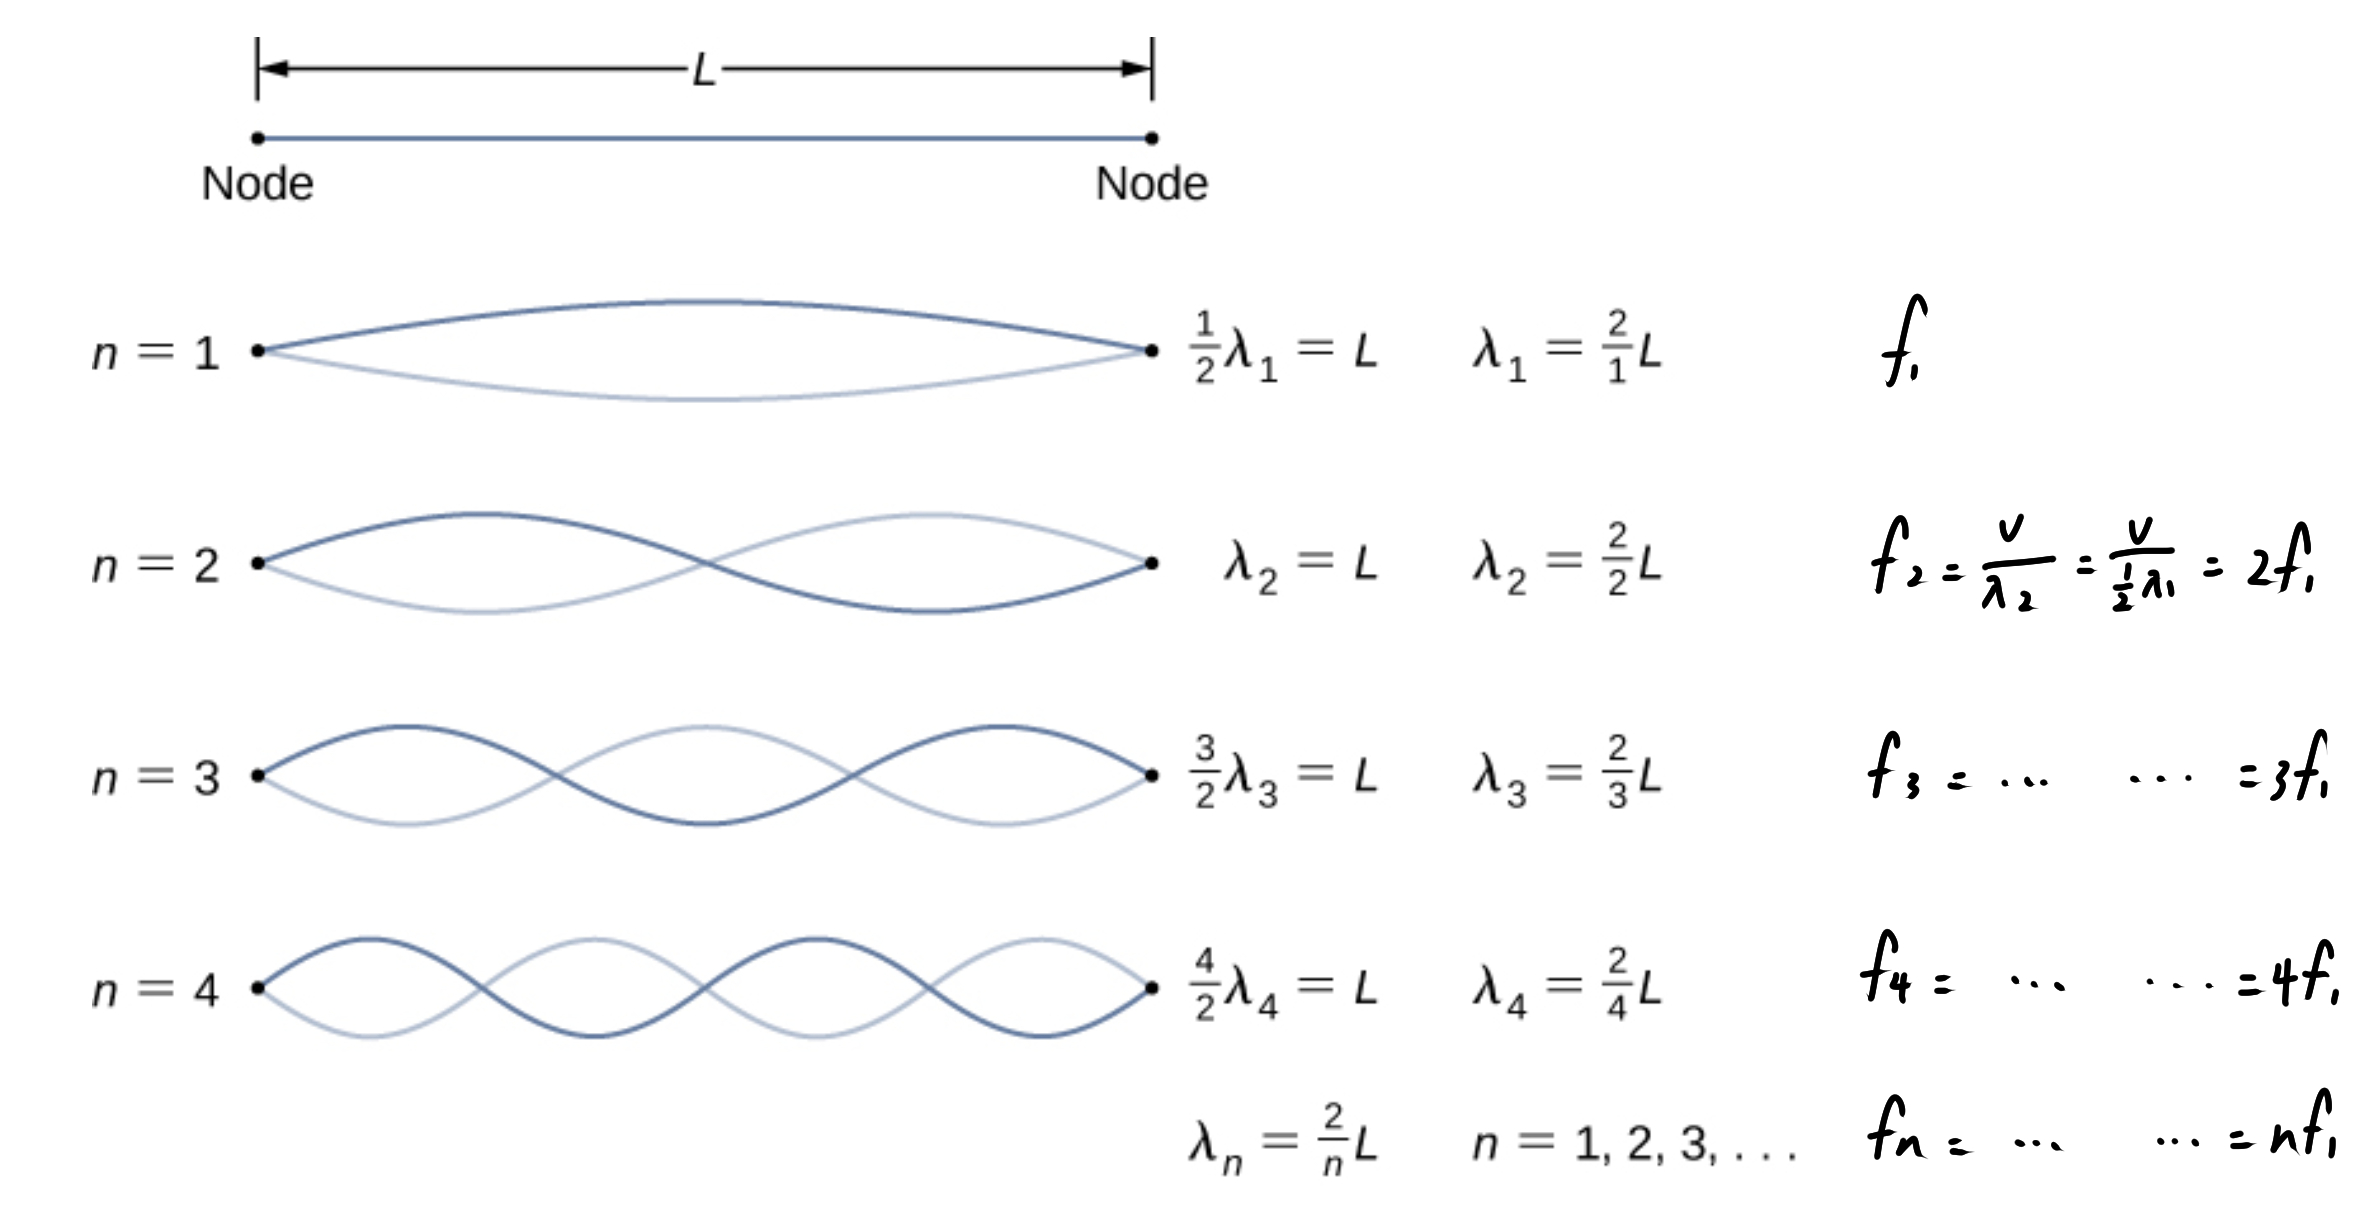 L
Node Node
n = 1 ½λ₁ = L λ₁ = 2/1 L f₁
n = 2 λ₂ = L λ₂ = 2/2 L f₂ = v/λ₂ = v/(½λ₁) = 2f₁
n = 3 3/2 λ₃ = L λ₃ = 2/3 L f₃ = ... ... = 3f₁
n = 4 4/2 λ₄ = L λ₄ = 2/4 L f₄ = ... ... = 4f₁
λₙ = 2/n L n = 1, 2, 3, . . . fₙ = ... ... = nf₁